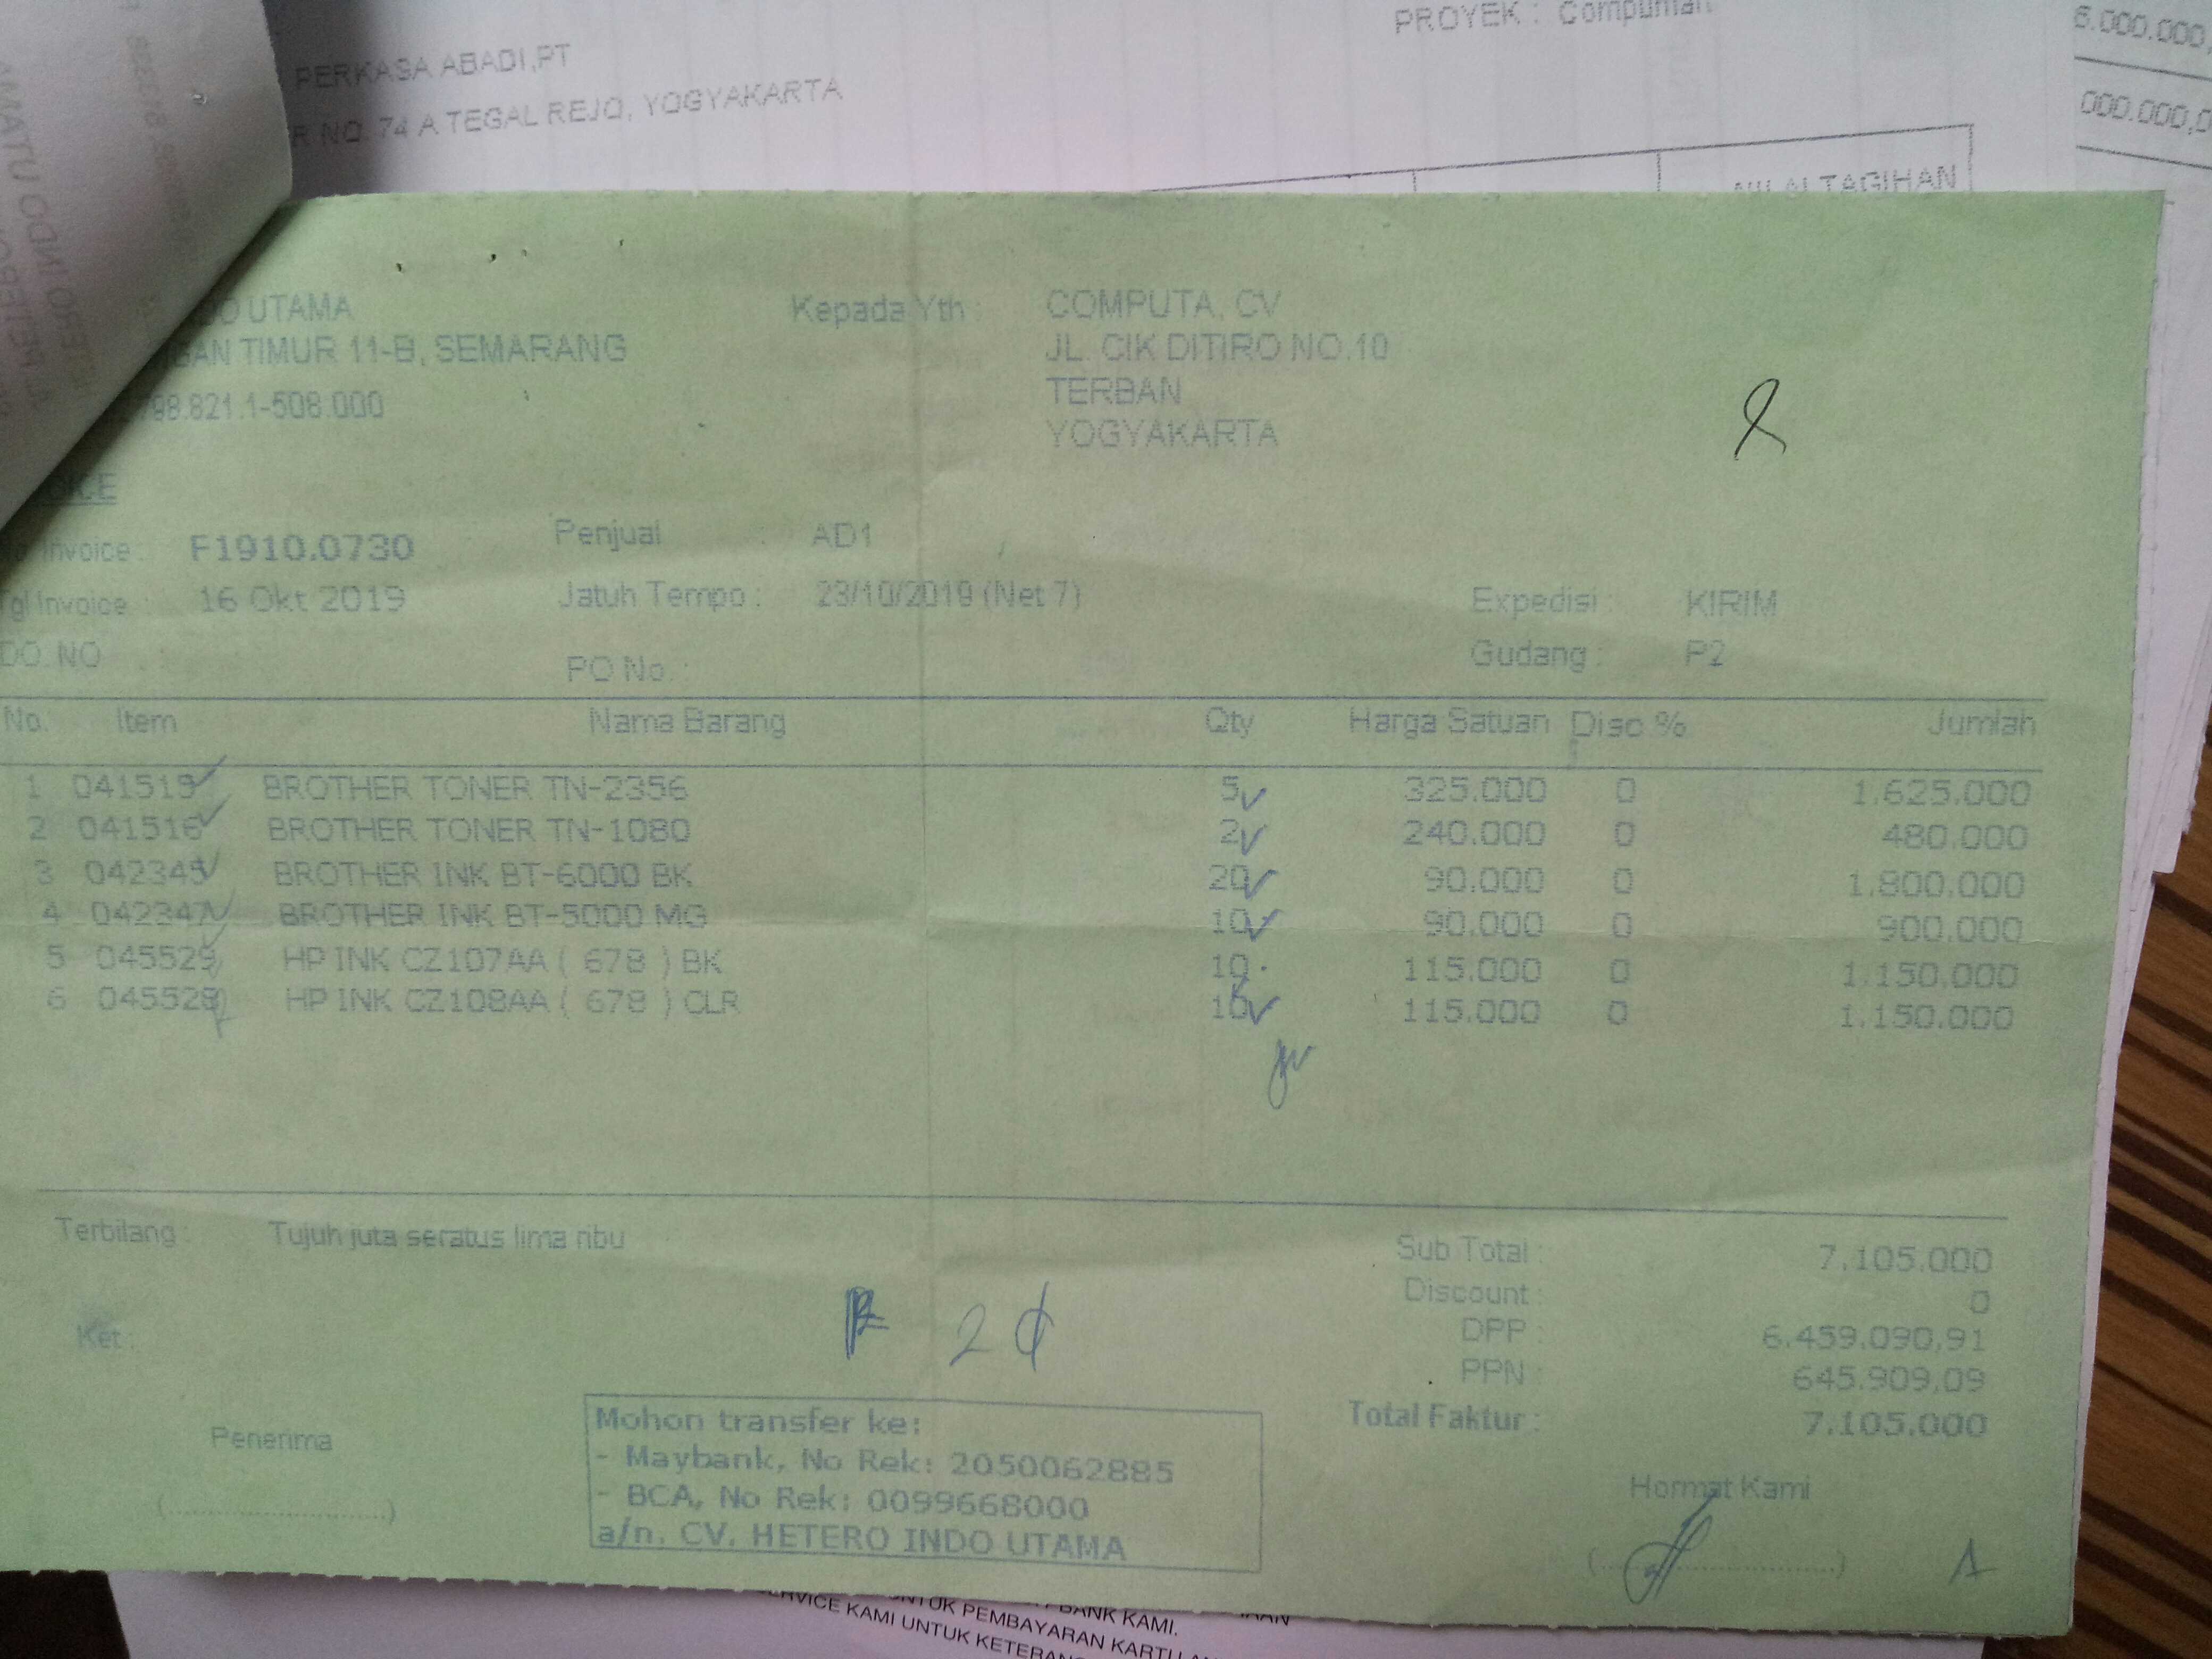 PROYEK : Compuman
6.000.000,
PERKASA ABADI,PT
000.000,0
R NO. 74 A TEGAL REJO, YOGYAKARTA
NILAI TAGIHAN
DO UTAMA
Kepada Yth :
COMPUTA, CV
GAN TIMUR 11-B, SEMARANG
JL. CIK DITIRO NO.10
TERBAN
798.821.1-508.000
YOGYAKARTA
OICE
o Invoice : F1910.0730
Penjual : AD1
gl Invoice : 16 Okt 2019
Jatuh Tempo : 23/10/2019 (Net 7)
Expedisi : KIRIM
DO. NO
PO No. :
Gudang : P2
No. Item Nama Barang Qty Harga Satuan Disc % Jumlah
1 041519 BROTHER TONER TN-2356 5 325.000 0 1.625.000
2 041516 BROTHER TONER TN-1080 2 240.000 0 480.000
3 042345 BROTHER INK BT-6000 BK 20 90.000 0 1.800.000
4 042347 BROTHER INK BT-5000 MG 10 90.000 0 900.000
5 045529 HP INK CZ107AA ( 678 ) BK 10 115.000 0 1.150.000
6 045528 HP INK CZ108AA ( 678 ) CLR 10 115.000 0 1.150.000
Terbilang : Tujuh juta seratus lima ribu
Sub Total : 7.105.000
Discount : 0
Ket :
DPP : 6.459.090,91
PPN : 645.909,09
Total Faktur : 7.105.000
Penerima
(..............................)
Mohon transfer ke:
- Maybank, No Rek: 2050062885
- BCA, No Rek: 0099668000
a/n. CV. HETERO INDO UTAMA
Hormat Kami
(..............................)
BANK KAMI.
UNTUK PEMBAYARAN KARTU
SERVICE KAMI UNTUK KETERAN